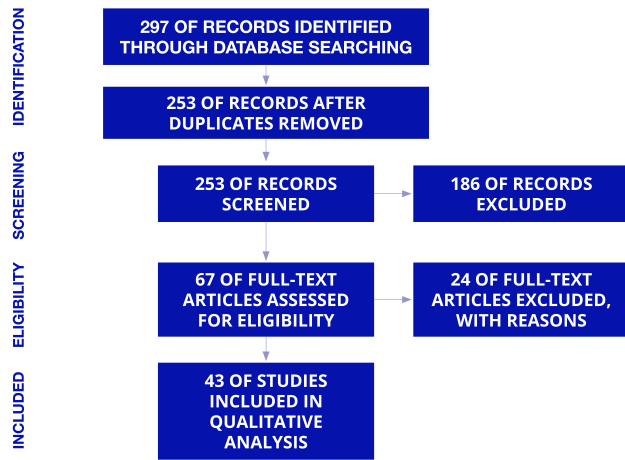 IDENTIFICATION
297 OF RECORDS IDENTIFIED
THROUGH DATABASE SEARCHING
253 OF RECORDS AFTER
DUPLICATES REMOVED
SCREENING
253 OF RECORDS
SCREENED
186 OF RECORDS
EXCLUDED
ELIGIBILITY
67 OF FULL-TEXT
ARTICLES ASSESSED
FOR ELIGIBILITY
24 OF FULL-TEXT
ARTICLES EXCLUDED,
WITH REASONS
INCLUDED
43 OF STUDIES
INCLUDED IN
QUALITATIVE
ANALYSIS